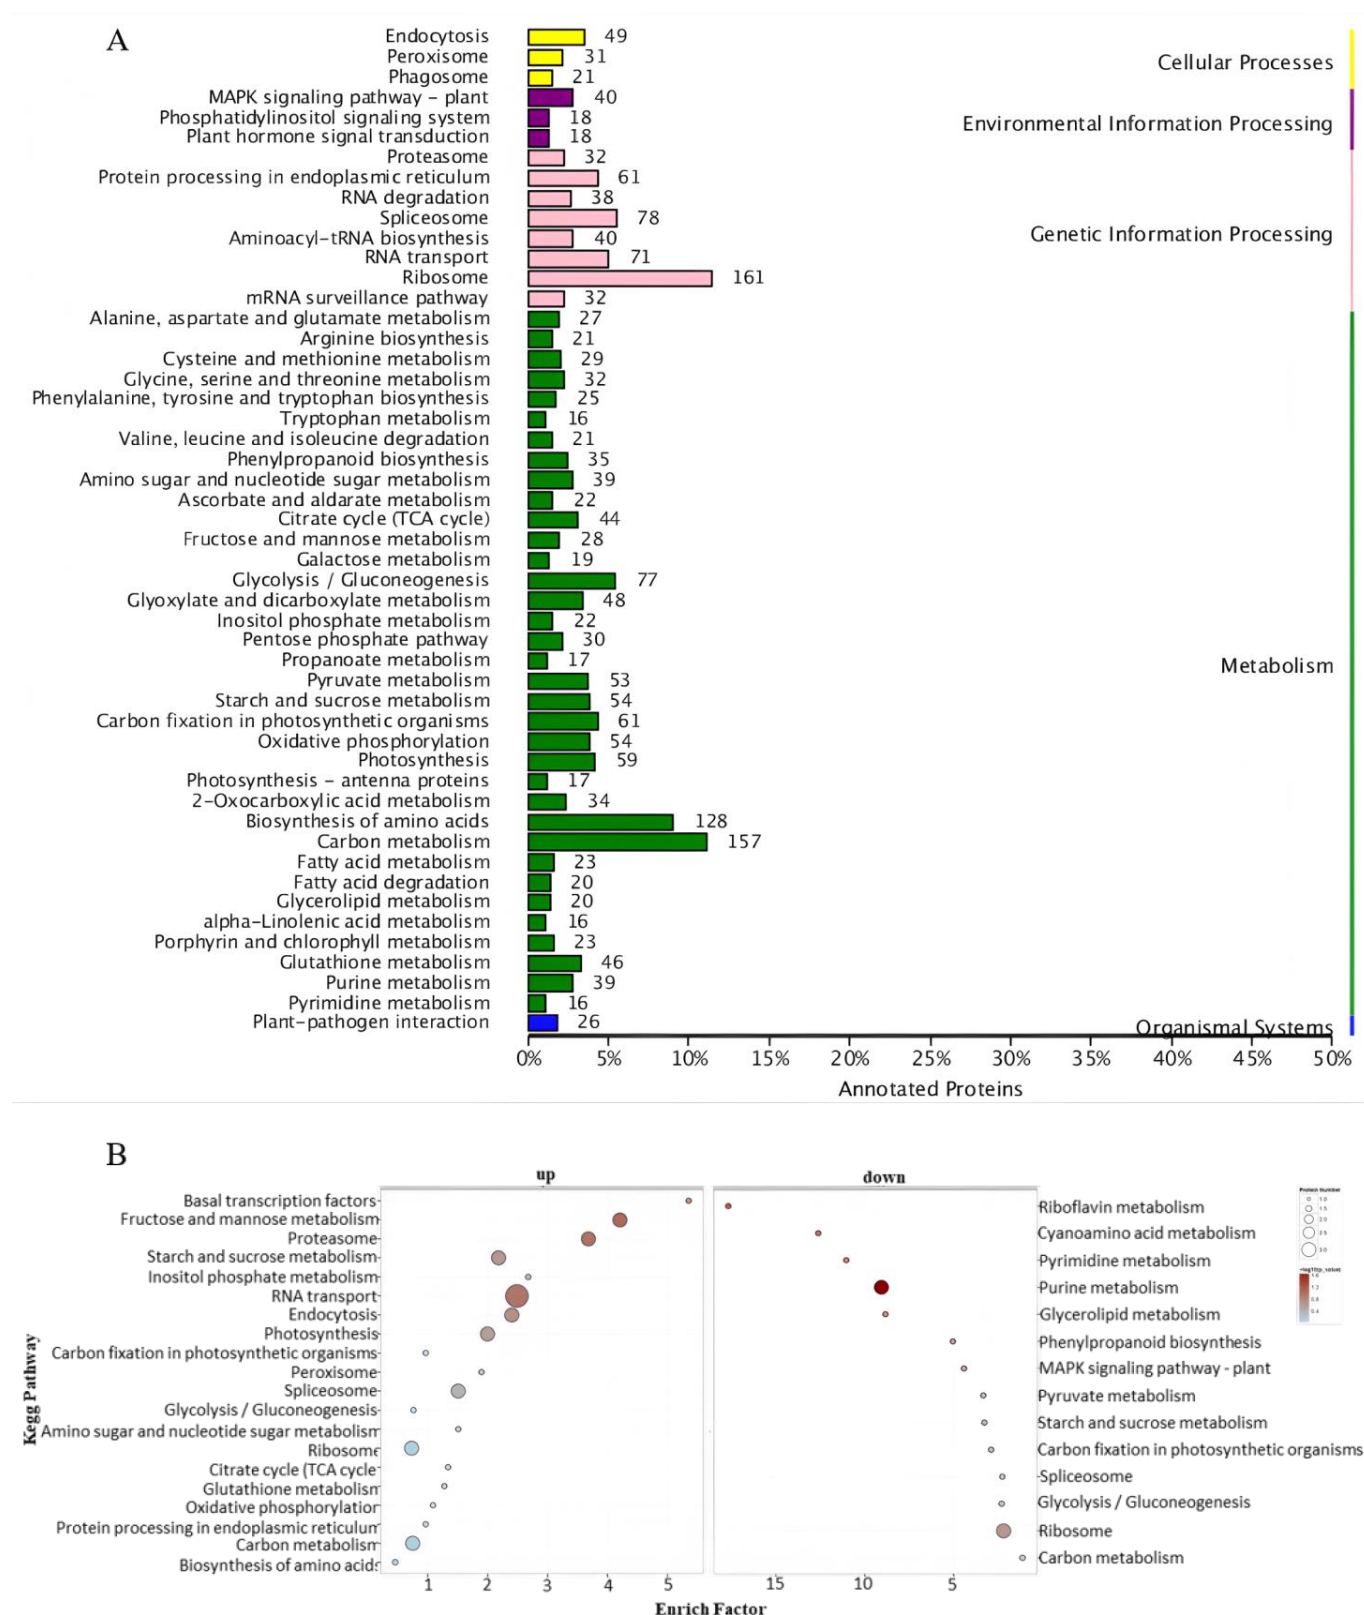 A
Endocytosis 49
Peroxisome 31
Phagosome 21
Cellular Processes
MAPK signaling pathway – plant 40
Phosphatidylinositol signaling system 18
Plant hormone signal transduction 18
Environmental Information Processing
Proteasome 32
Protein processing in endoplasmic reticulum 61
RNA degradation 38
Spliceosome 78
Aminoacyl–tRNA biosynthesis 40
RNA transport 71
Ribosome 161
mRNA surveillance pathway 32
Genetic Information Processing
Alanine, aspartate and glutamate metabolism 27
Arginine biosynthesis 21
Cysteine and methionine metabolism 29
Glycine, serine and threonine metabolism 32
Phenylalanine, tyrosine and tryptophan biosynthesis 25
Tryptophan metabolism 16
Valine, leucine and isoleucine degradation 21
Phenylpropanoid biosynthesis 35
Amino sugar and nucleotide sugar metabolism 39
Ascorbate and aldarate metabolism 22
Citrate cycle (TCA cycle) 44
Fructose and mannose metabolism 28
Galactose metabolism 19
Glycolysis / Gluconeogenesis 77
Glyoxylate and dicarboxylate metabolism 48
Inositol phosphate metabolism 22
Pentose phosphate pathway 30
Propanoate metabolism 17
Pyruvate metabolism 53
Starch and sucrose metabolism 54
Carbon fixation in photosynthetic organisms 61
Oxidative phosphorylation 54
Photosynthesis 59
Photosynthesis – antenna proteins 17
2–Oxocarboxylic acid metabolism 34
Biosynthesis of amino acids 128
Carbon metabolism 157
Fatty acid metabolism 23
Fatty acid degradation 20
Glycerolipid metabolism 20
alpha–Linolenic acid metabolism 16
Porphyrin and chlorophyll metabolism 23
Glutathione metabolism 46
Purine metabolism 39
Pyrimidine metabolism 16
Metabolism
Plant–pathogen interaction 26
Organismal Systems
0% 5% 10% 15% 20% 25% 30% 35% 40% 45% 50%
Annotated Proteins
B
up
down
Kegg Pathway
Basal transcription factors
Fructose and mannose metabolism
Proteasome
Starch and sucrose metabolism
Inositol phosphate metabolism
RNA transport
Endocytosis
Photosynthesis
Carbon fixation in photosynthetic organisms
Peroxisome
Spliceosome
Glycolysis / Gluconeogenesis
Amino sugar and nucleotide sugar metabolism
Ribosome
Citrate cycle (TCA cycle
Glutathione metabolism
Oxidative phosphorylation
Protein processing in endoplasmic reticulum
Carbon metabolism
Biosynthesis of amino acids
1 2 3 4 5
Riboflavin metabolism
Cyanoamino acid metabolism
Pyrimidine metabolism
Purine metabolism
Glycerolipid metabolism
Phenylpropanoid biosynthesis
MAPK signaling pathway - plant
Pyruvate metabolism
Starch and sucrose metabolism
Carbon fixation in photosynthetic organisms
Spliceosome
Glycolysis / Gluconeogenesis
Ribosome
Carbon metabolism
15 10 5
Enrich Factor
Protein Number
1.0
1.5
2.0
2.5
3.0